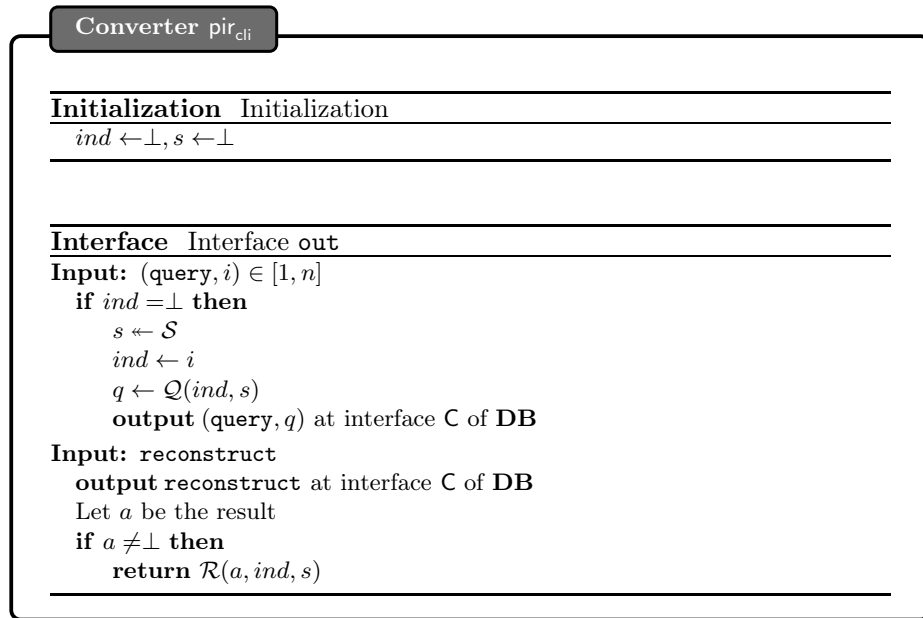 Converter pir_cli
Initialization Initialization
ind ←⊥, s ←⊥
Interface Interface out
Input: (query, i) ∈ [1, n]
if ind =⊥ then
s ↞ 𝒮
ind ← i
q ← 𝒬(ind, s)
output (query, q) at interface C of DB
Input: reconstruct
output reconstruct at interface C of DB
Let a be the result
if a ≠⊥ then
return ℛ(a, ind, s)